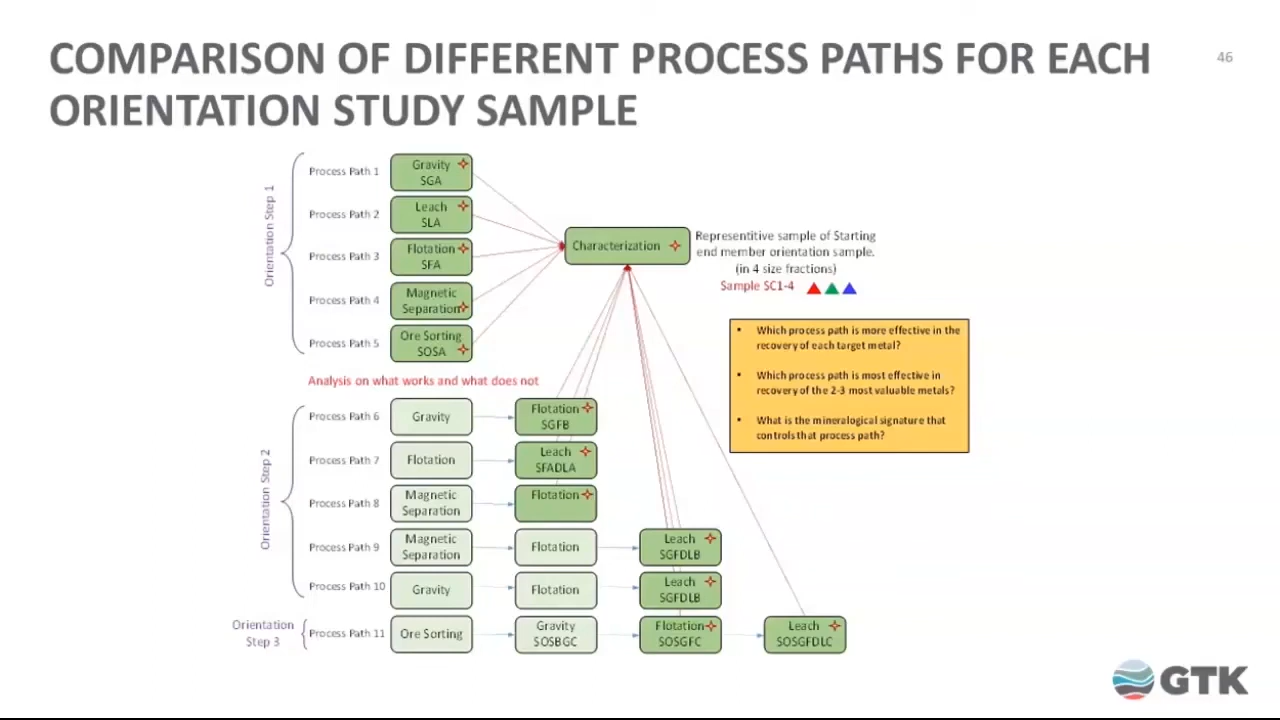 COMPARISON OF DIFFERENT PROCESS PATHS FOR EACH
ORIENTATION STUDY SAMPLE
46
Orientation Step 1
Process Path 1
Gravity
SGA
Process Path 2
Leach
SLA
Process Path 3
Flotation
SFA
Process Path 4
Magnetic
Separation
Process Path 5
Ore Sorting
SOSA
Characterization
Representitive sample of Starting
end member orientation sample.
(in 4 size fractions)
Sample SC1-4
• Which process path is more effective in the
recovery of each target metal?
• Which process path is most effective in
recovery of the 2-3 most valuable metals?
• What is the mineralogical signature that
controls that process path?
Analysis on what works and what does not
Orientation Step 2
Process Path 6
Gravity
Flotation
SGFB
Process Path 7
Flotation
Leach
SFADLA
Process Path 8
Magnetic
Separation
Flotation
Process Path 9
Magnetic
Separation
Flotation
Leach
SGFDLB
Process Path 10
Gravity
Flotation
Leach
SGFDLB
Orientation
Step 3
Process Path 11
Ore Sorting
Gravity
SOSBGC
Flotation
SOSGFC
Leach
SOSGFDLC
GTK